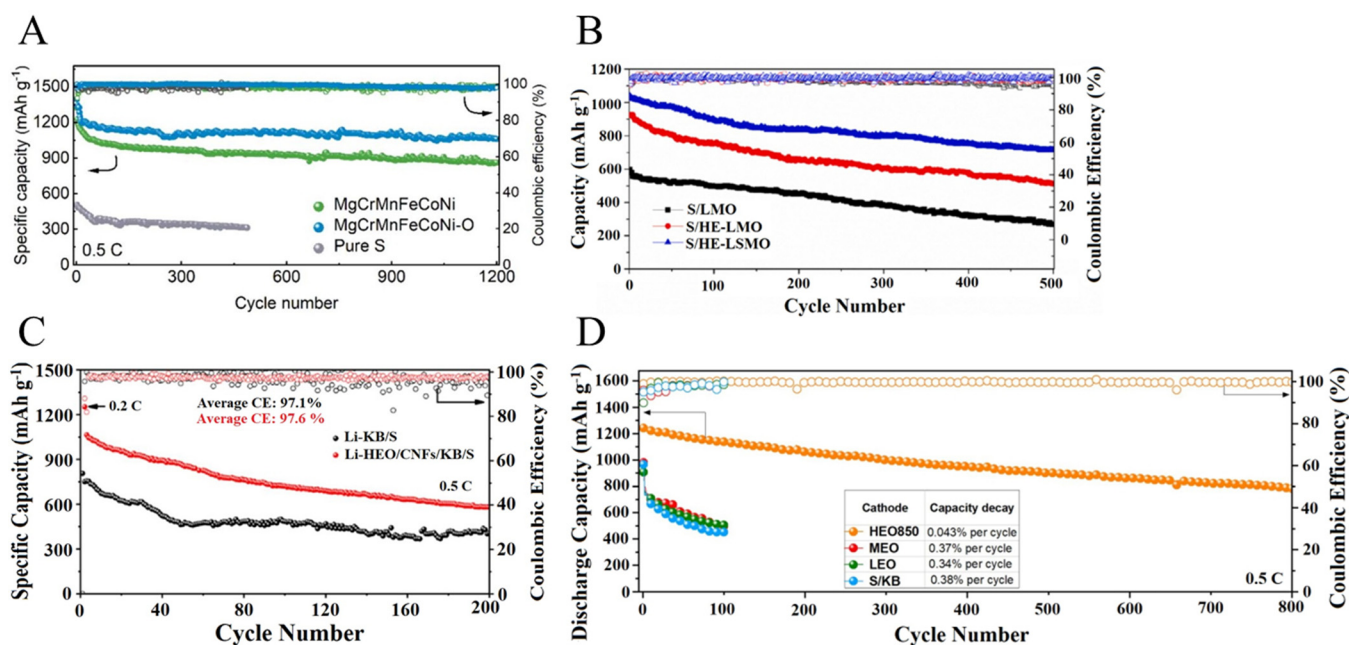 A
Specific capacity (mAh g⁻¹)
1500
1200
900
600
300
0
0.5 C
MgCrMnFeCoNi
MgCrMnFeCoNi-O
Pure S
0
300
600
900
1200
Cycle number
100
80
60
40
20
0
Coulombic efficiency (%)
B
Capacity (mAh g⁻¹)
1200
1000
800
600
400
200
0
S/LMO
S/HE-LMO
S/HE-LSMO
0
100
200
300
400
500
Cycle Number
100
80
60
40
20
0
Coulombic Efficiency (%)
C
Specific Capacity (mAh g⁻¹)
1500
1200
900
600
300
0
0.2 C
Average CE: 97.1%
Average CE: 97.6 %
Li-KB/S
Li-HEO/CNFs/KB/S
0.5 C
0
40
80
120
160
200
Cycle Number
100
80
60
40
20
0
Coulombic Efficiency (%)
D
Discharge Capacity (mAh g⁻¹)
1600
1400
1200
1000
800
600
400
200
0
Cathode Capacity decay
HEO850 0.043% per cycle
MEO 0.37% per cycle
LEO 0.34% per cycle
S/KB 0.38% per cycle
0.5 C
0
100
200
300
400
500
600
700
800
Cycle Number
100
80
60
40
20
0
Coulombic Efficiency (%)